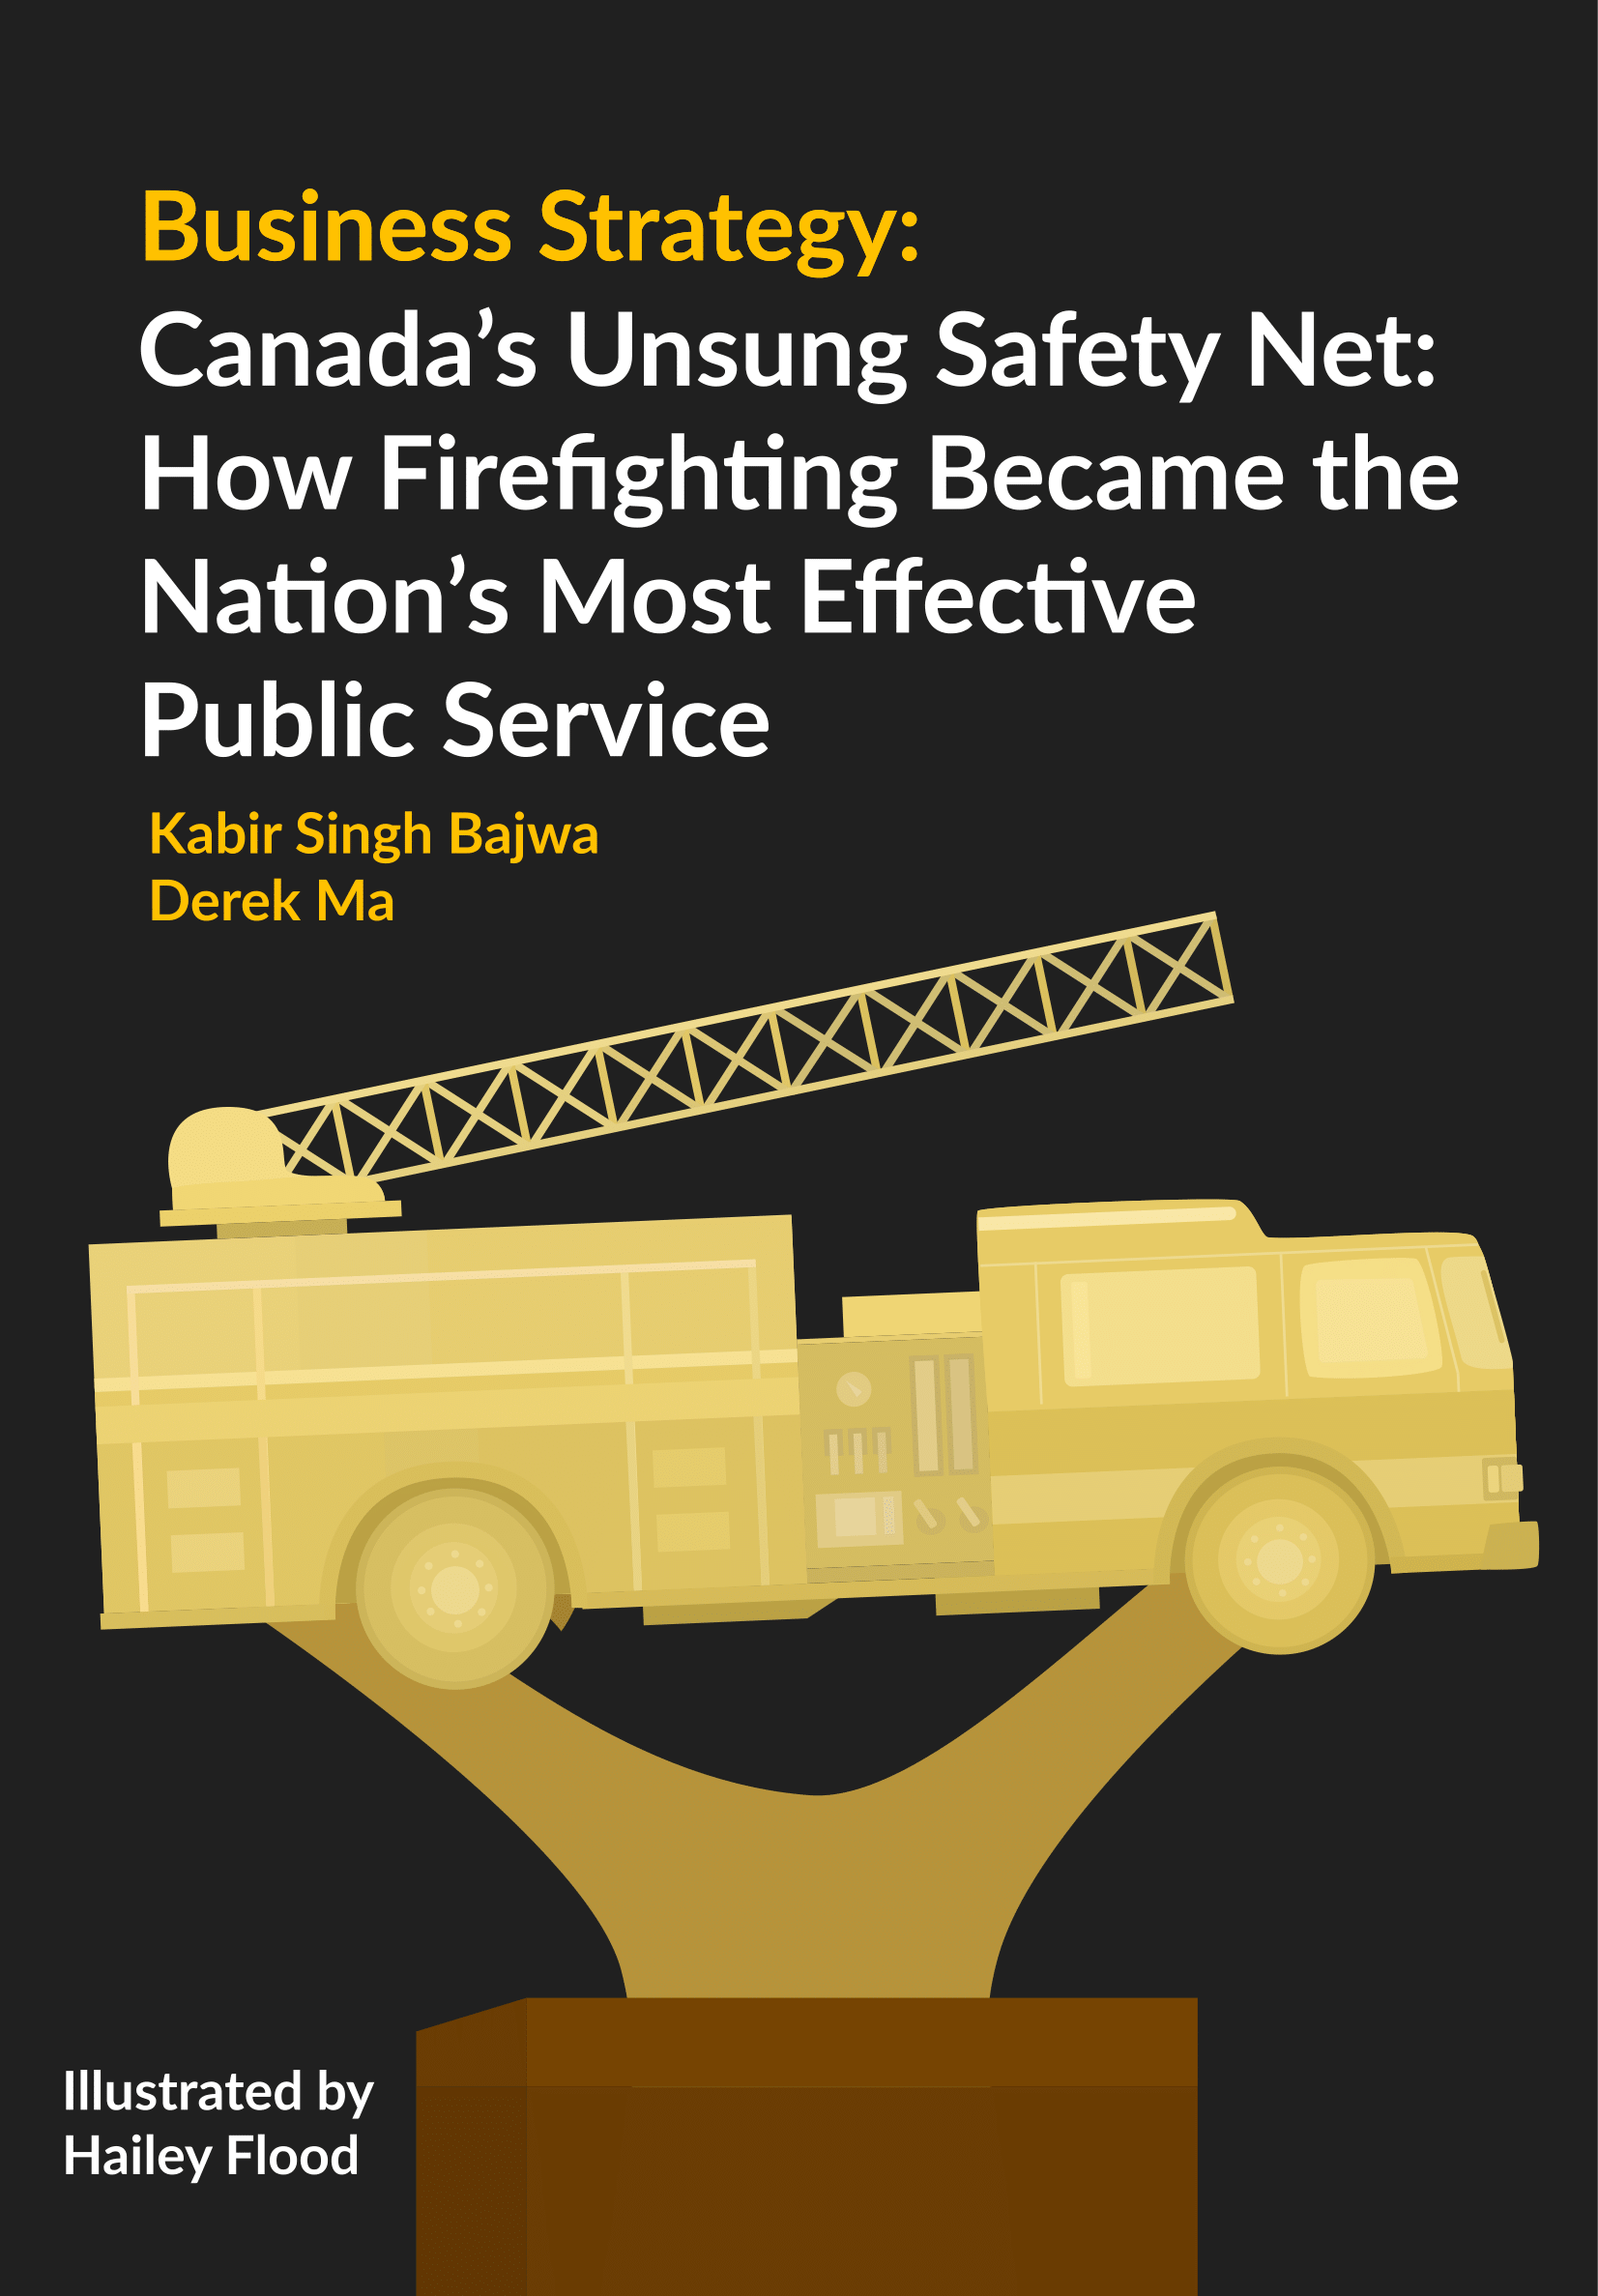 Business Strategy:
Canada’s Unsung Safety Net:
How Firefighting Became the
Nation’s Most Effective
Public Service
Kabir Singh Bajwa
Derek Ma
Illustrated by
Hailey Flood